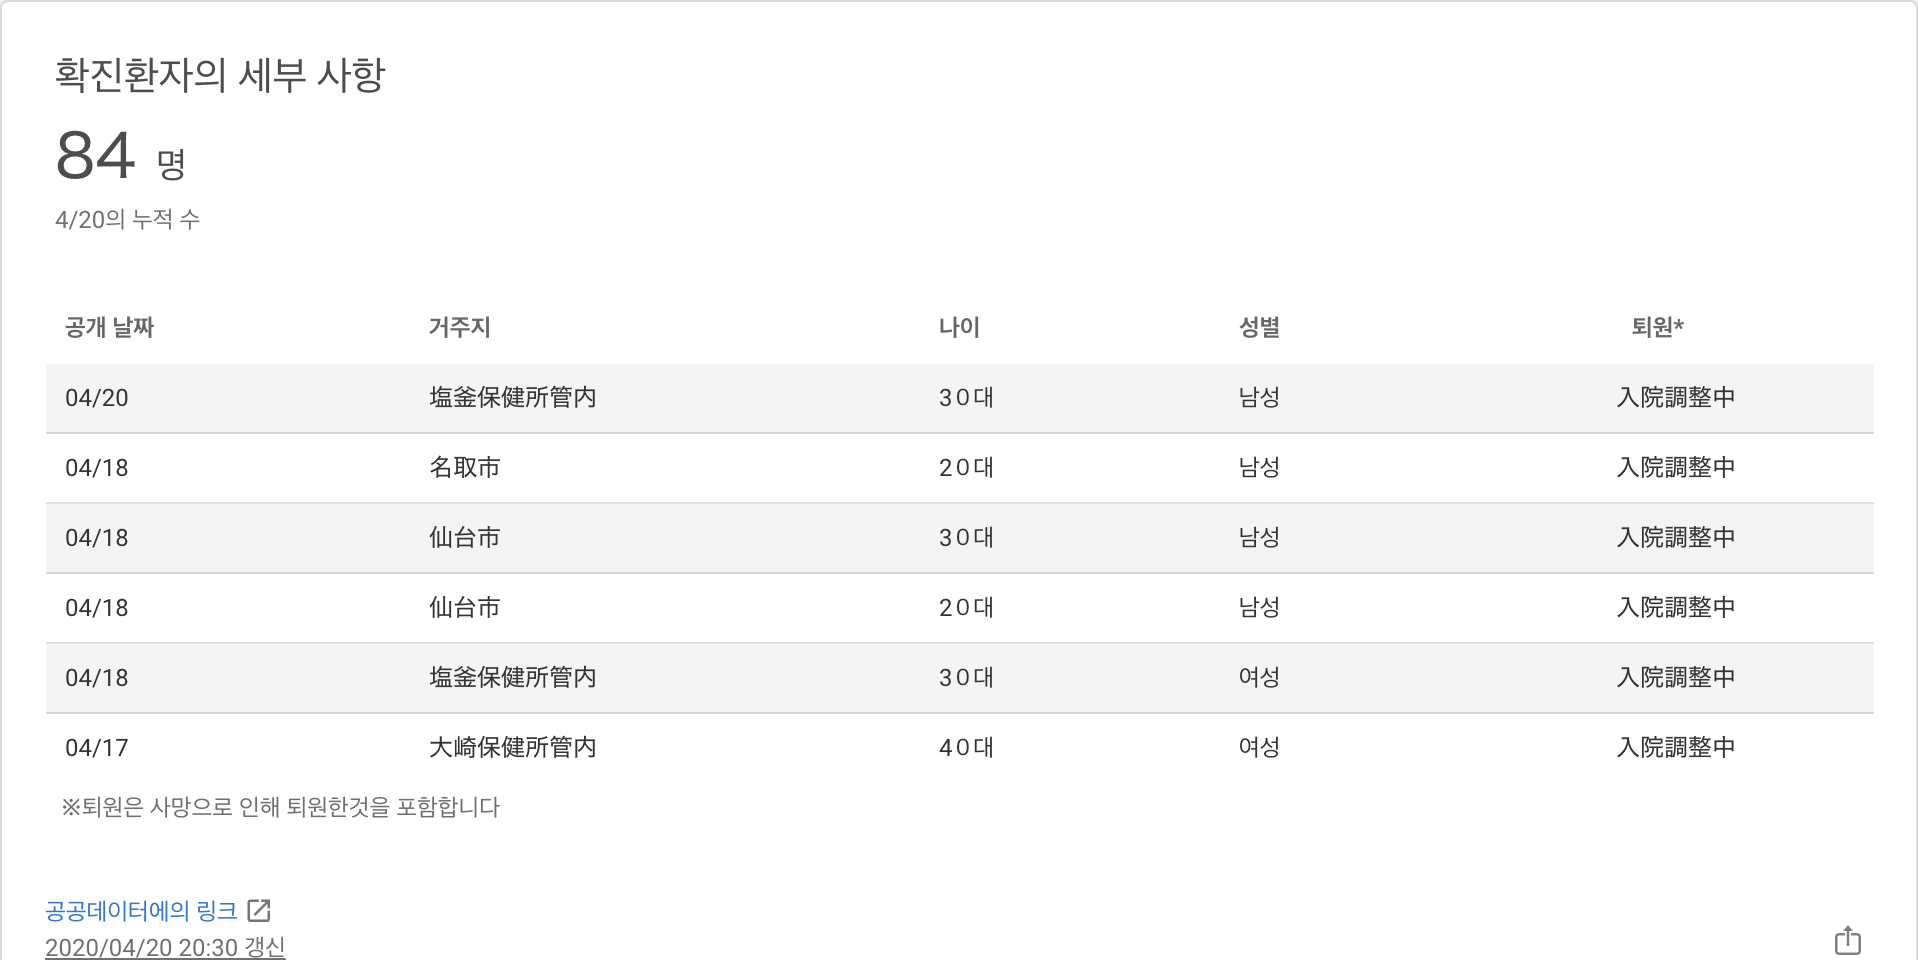 확진환자의 세부 사항
84 명
4/20의 누적 수
공개 날짜 거주지 나이 성별 퇴원*
04/20 塩釜保健所管内 3０대 남성 入院調整中
04/18 名取市 2０대 남성 入院調整中
04/18 仙台市 3０대 남성 入院調整中
04/18 仙台市 2０대 남성 入院調整中
04/18 塩釜保健所管内 3０대 여성 入院調整中
04/17 大崎保健所管内 4０대 여성 入院調整中
※퇴원은 사망으로 인해 퇴원한것을 포함합니다
공공데이터에의 링크
2020/04/20 20:30 갱신